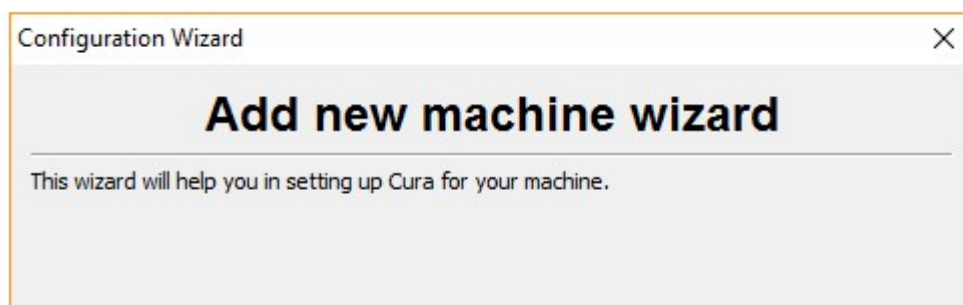 Configuration Wizard
Add new machine wizard
This wizard will help you in setting up Cura for your machine.